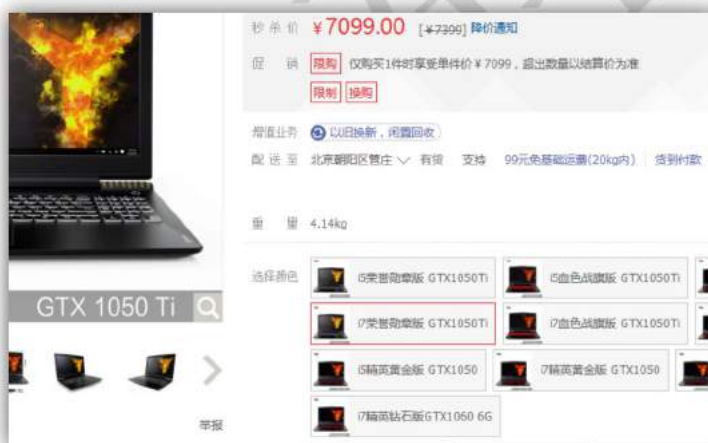 秒杀价 ￥7099.00 [￥7399] 降价通知
促 销 限购 仅购买1件时享受单件价￥7099，超出数量以结算价为准
限制 换购
增值业务 以旧换新，闲置回收
配 送 至 北京朝阳区管庄 有货 支持 99元免基础运费(20kg内) 货到付款
重 量 4.14kg
选择颜色 i5荣誉勋章版 GTX1050Ti i5血色战旗版 GTX1050Ti
GTX 1050 Ti
i7荣誉勋章版 GTX1050Ti i7血色战旗版 GTX1050Ti
i5精英黄金版 GTX1050 i7精英黄金版 GTX1050
i7精英钻石版GTX1060 6G
举报